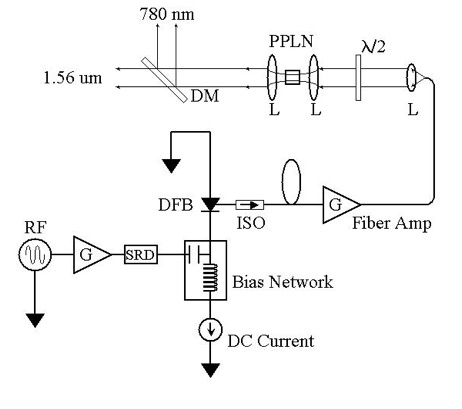 780 nm
PPLN
λ/2
1.56 um
DM
L
L
L
DFB
ISO
G
Fiber Amp
RF
G
SRD
Bias Network
DC Current